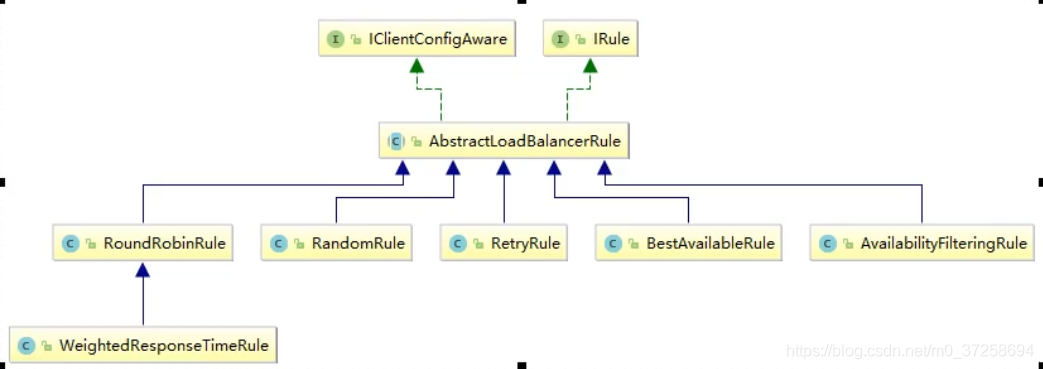 IClientConfigAware
IRule
AbstractLoadBalancerRule
RoundRobinRule
RandomRule
RetryRule
BestAvailableRule
AvailabilityFilteringRule
WeightedResponseTimeRule
https://blog.csdn.net/m0_37258694